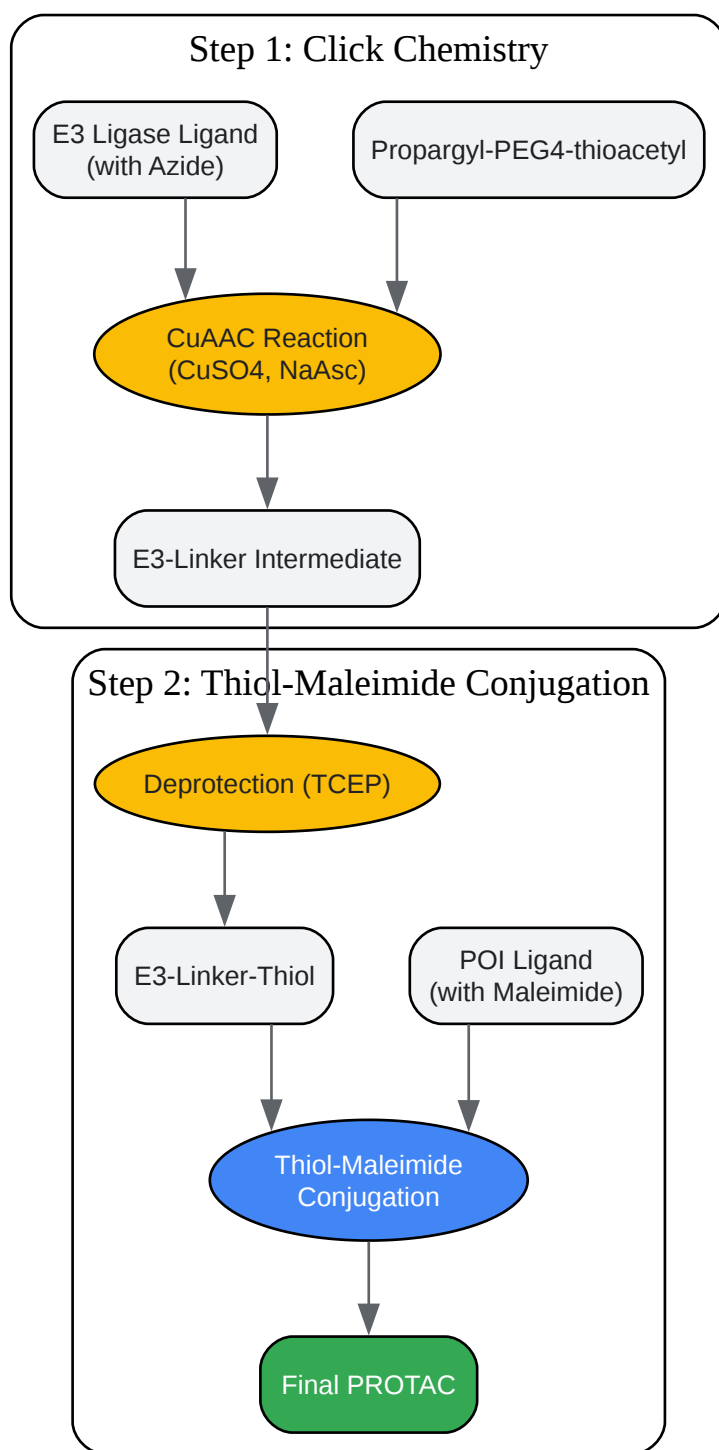 Step 1: Click Chemistry
E3 Ligase Ligand
(with Azide)
Propargyl-PEG4-thioacetyl
CuAAC Reaction
(CuSO4, NaAsc)
E3-Linker Intermediate
Step 2: Thiol-Maleimide Conjugation
Deprotection (TCEP)
E3-Linker-Thiol
POI Ligand
(with Maleimide)
Thiol-Maleimide
Conjugation
Final PROTAC